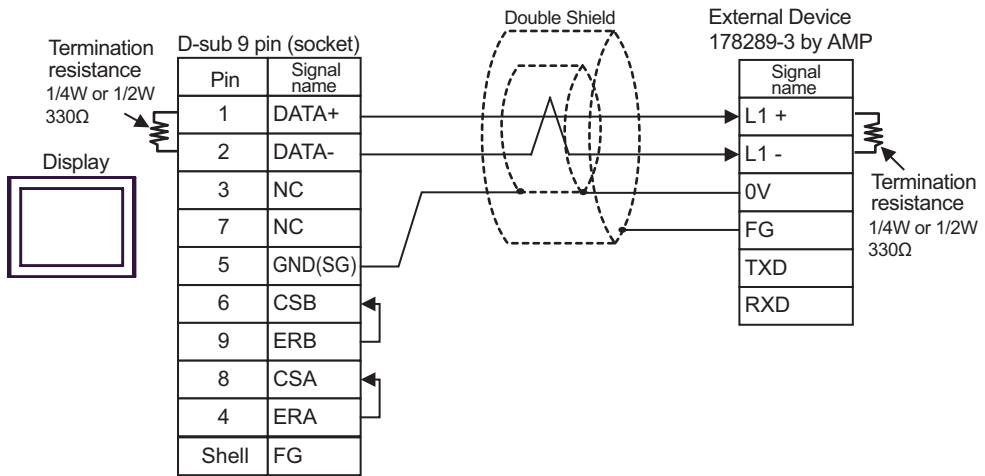 Double Shield
External Device
178289-3 by AMP
Termination
resistance
1/4W or 1/2W
330Ω
D-sub 9 pin (socket)
Pin Signal name
1 DATA+
2 DATA-
3 NC
7 NC
5 GND(SG)
6 CSB
9 ERB
8 CSA
4 ERA
Shell FG
Display
Signal
name
L1 +
L1 -
0V
FG
TXD
RXD
Termination
resistance
1/4W or 1/2W
330Ω